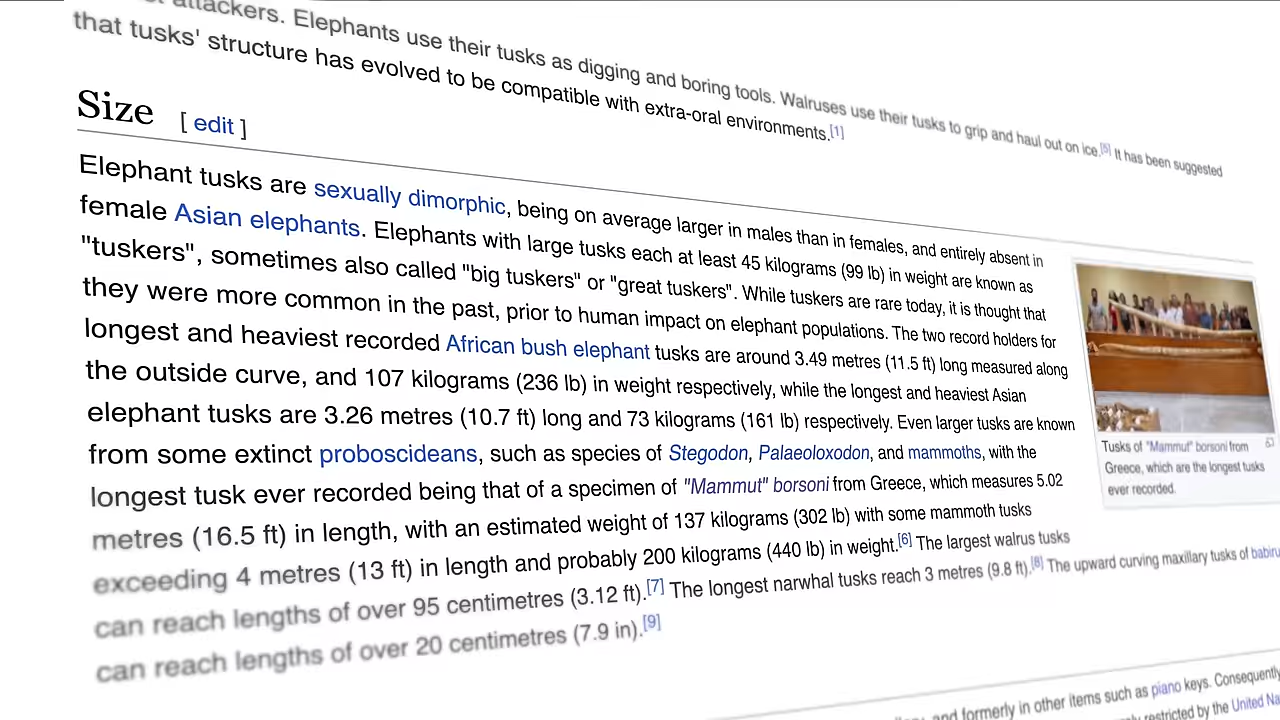 attackers. Elephants use their tusks as digging and boring tools. Walruses use their tusks to grip and haul out on ice.[5] It has been suggested
that tusks' structure has evolved to be compatible with extra-oral environments.[1]
Size [ edit ]
Elephant tusks are sexually dimorphic, being on average larger in males than in females, and entirely absent in
female Asian elephants. Elephants with large tusks each at least 45 kilograms (99 lb) in weight are known as
"tuskers", sometimes also called "big tuskers" or "great tuskers". While tuskers are rare today, it is thought that
they were more common in the past, prior to human impact on elephant populations. The two record holders for
longest and heaviest recorded African bush elephant tusks are around 3.49 metres (11.5 ft) long measured along
the outside curve, and 107 kilograms (236 lb) in weight respectively, while the longest and heaviest Asian
elephant tusks are 3.26 metres (10.7 ft) long and 73 kilograms (161 lb) respectively. Even larger tusks are known
from some extinct proboscideans, such as species of Stegodon, Palaeoloxodon, and mammoths, with the
longest tusk ever recorded being that of a specimen of "Mammut" borsoni from Greece, which measures 5.02
metres (16.5 ft) in length, with an estimated weight of 137 kilograms (302 lb) with some mammoth tusks
exceeding 4 metres (13 ft) in length and probably 200 kilograms (440 lb) in weight.[6] The largest walrus tusks
can reach lengths of over 95 centimetres (3.12 ft).[7] The longest narwhal tusks reach 3 metres (9.8 ft).[8] The upward curving maxillary tusks of babiru
can reach lengths of over 20 centimetres (7.9 in).[9]
Tusks of "Mammut" borsoni from
Greece, which are the longest tusks
ever recorded.
and formerly in other items such as piano keys. Consequently
restricted by the United Na